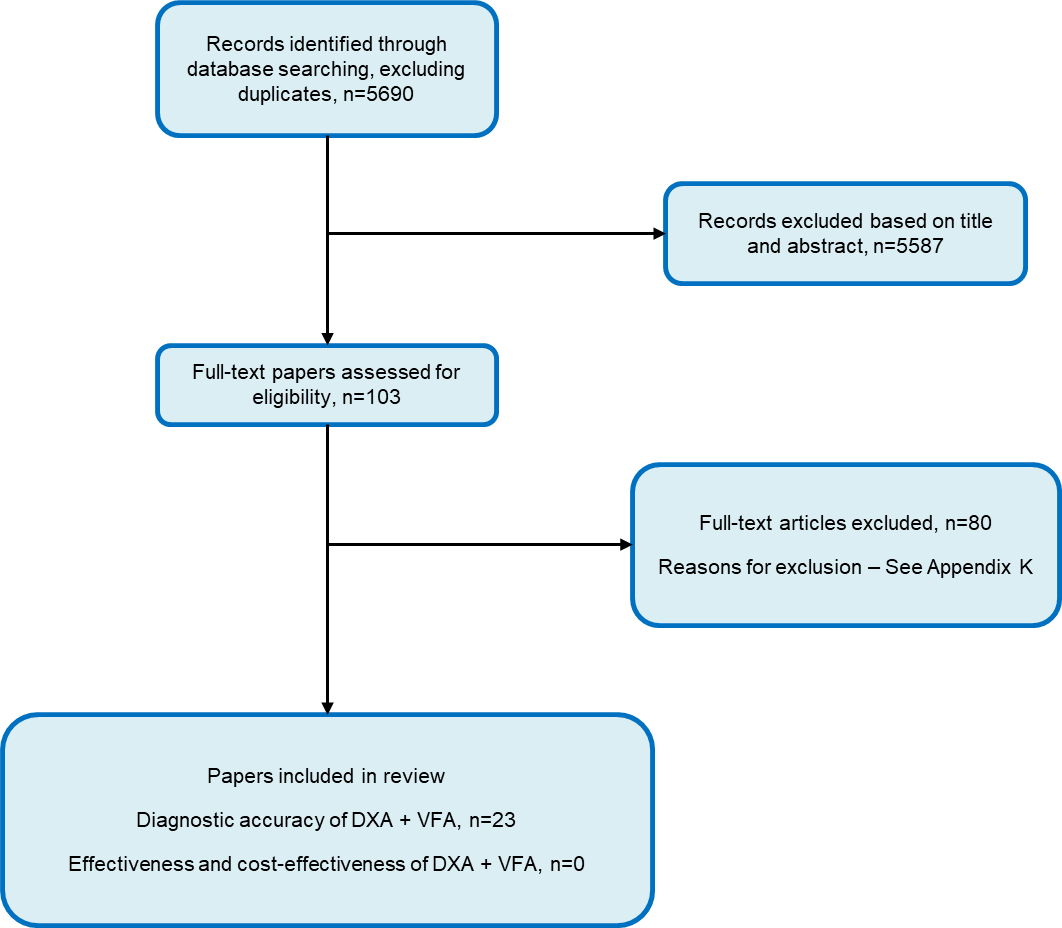 Records identified through
database searching, excluding
duplicates, n=5690
Records excluded based on title
and abstract, n=5587
Full-text papers assessed for
eligibility, n=103
Full-text articles excluded, n=80
Reasons for exclusion – See Appendix K
Papers included in review
Diagnostic accuracy of DXA + VFA, n=23
Effectiveness and cost-effectiveness of DXA + VFA, n=0